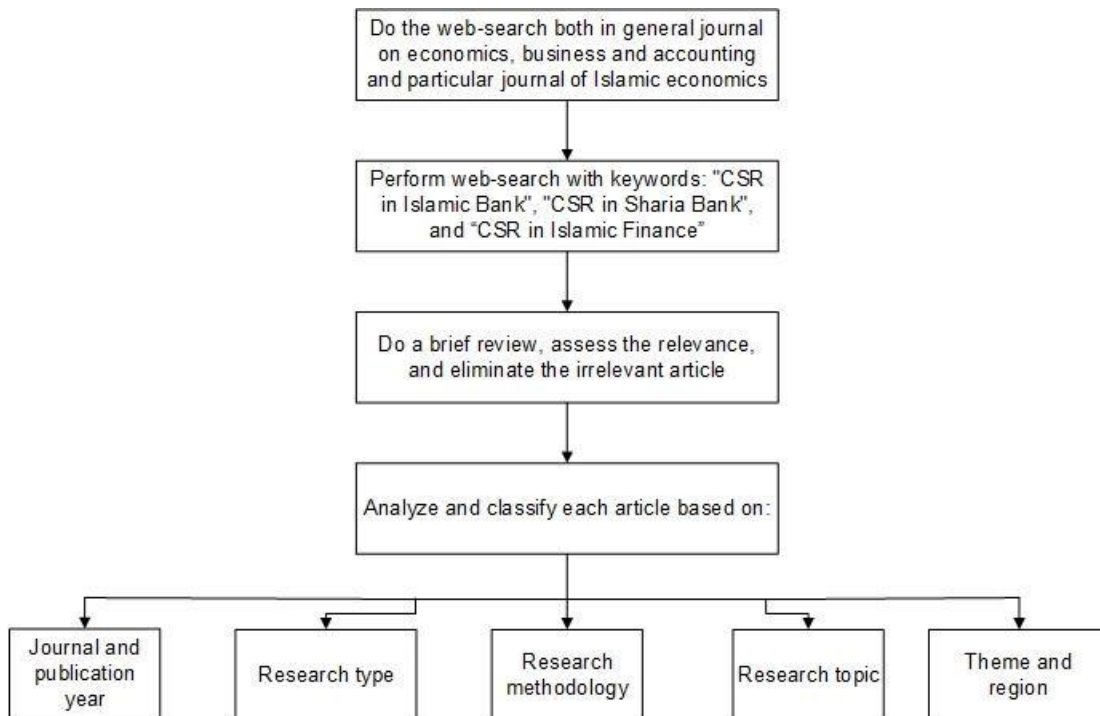 Do the web-search both in general journal
on economics, business and accounting
and particular journal of Islamic economics
Perform web-search with keywords: "CSR
in Islamic Bank", "CSR in Sharia Bank",
and “CSR in Islamic Finance”
Do a brief review, assess the relevance,
and eliminate the irrelevant article
Analyze and classify each article based on:
Journal and
publication
year
Research type
Research
methodology
Research topic
Theme and
region